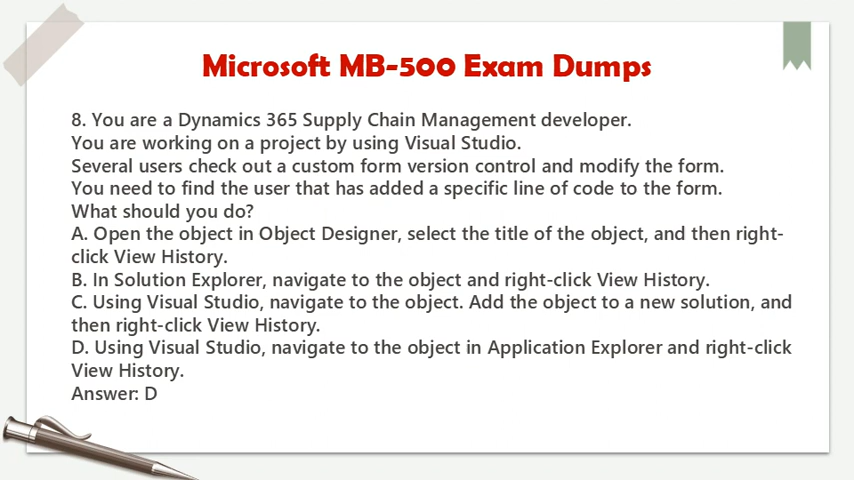 Microsoft MB-500 Exam Dumps
8. You are a Dynamics 365 Supply Chain Management developer.
You are working on a project by using Visual Studio.
Several users check out a custom form version control and modify the form.
You need to find the user that has added a specific line of code to the form.
What should you do?
A. Open the object in Object Designer, select the title of the object, and then right-
click View History.
B. In Solution Explorer, navigate to the object and right-click View History.
C. Using Visual Studio, navigate to the object. Add the object to a new solution, and
then right-click View History.
D. Using Visual Studio, navigate to the object in Application Explorer and right-click
View History.
Answer: D